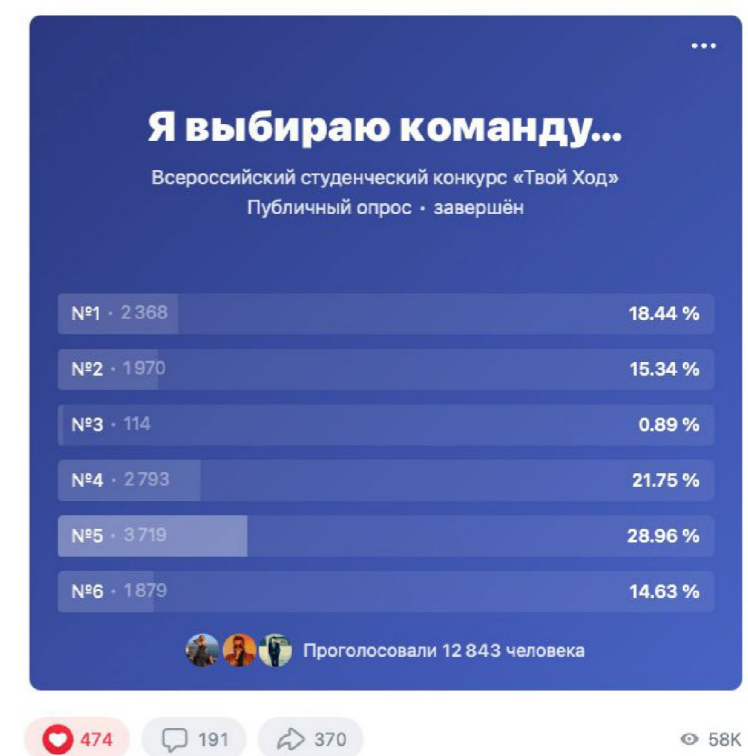 Я выбираю команду...
Всероссийский студенческий конкурс «Твой Ход»
Публичный опрос · завершён
№1 · 2 368 18.44 %
№2 · 1 970 15.34 %
№3 · 114 0.89 %
№4 · 2 793 21.75 %
№5 · 3 719 28.96 %
№6 · 1 879 14.63 %
Проголосовали 12 843 человека
474 191 370 58K